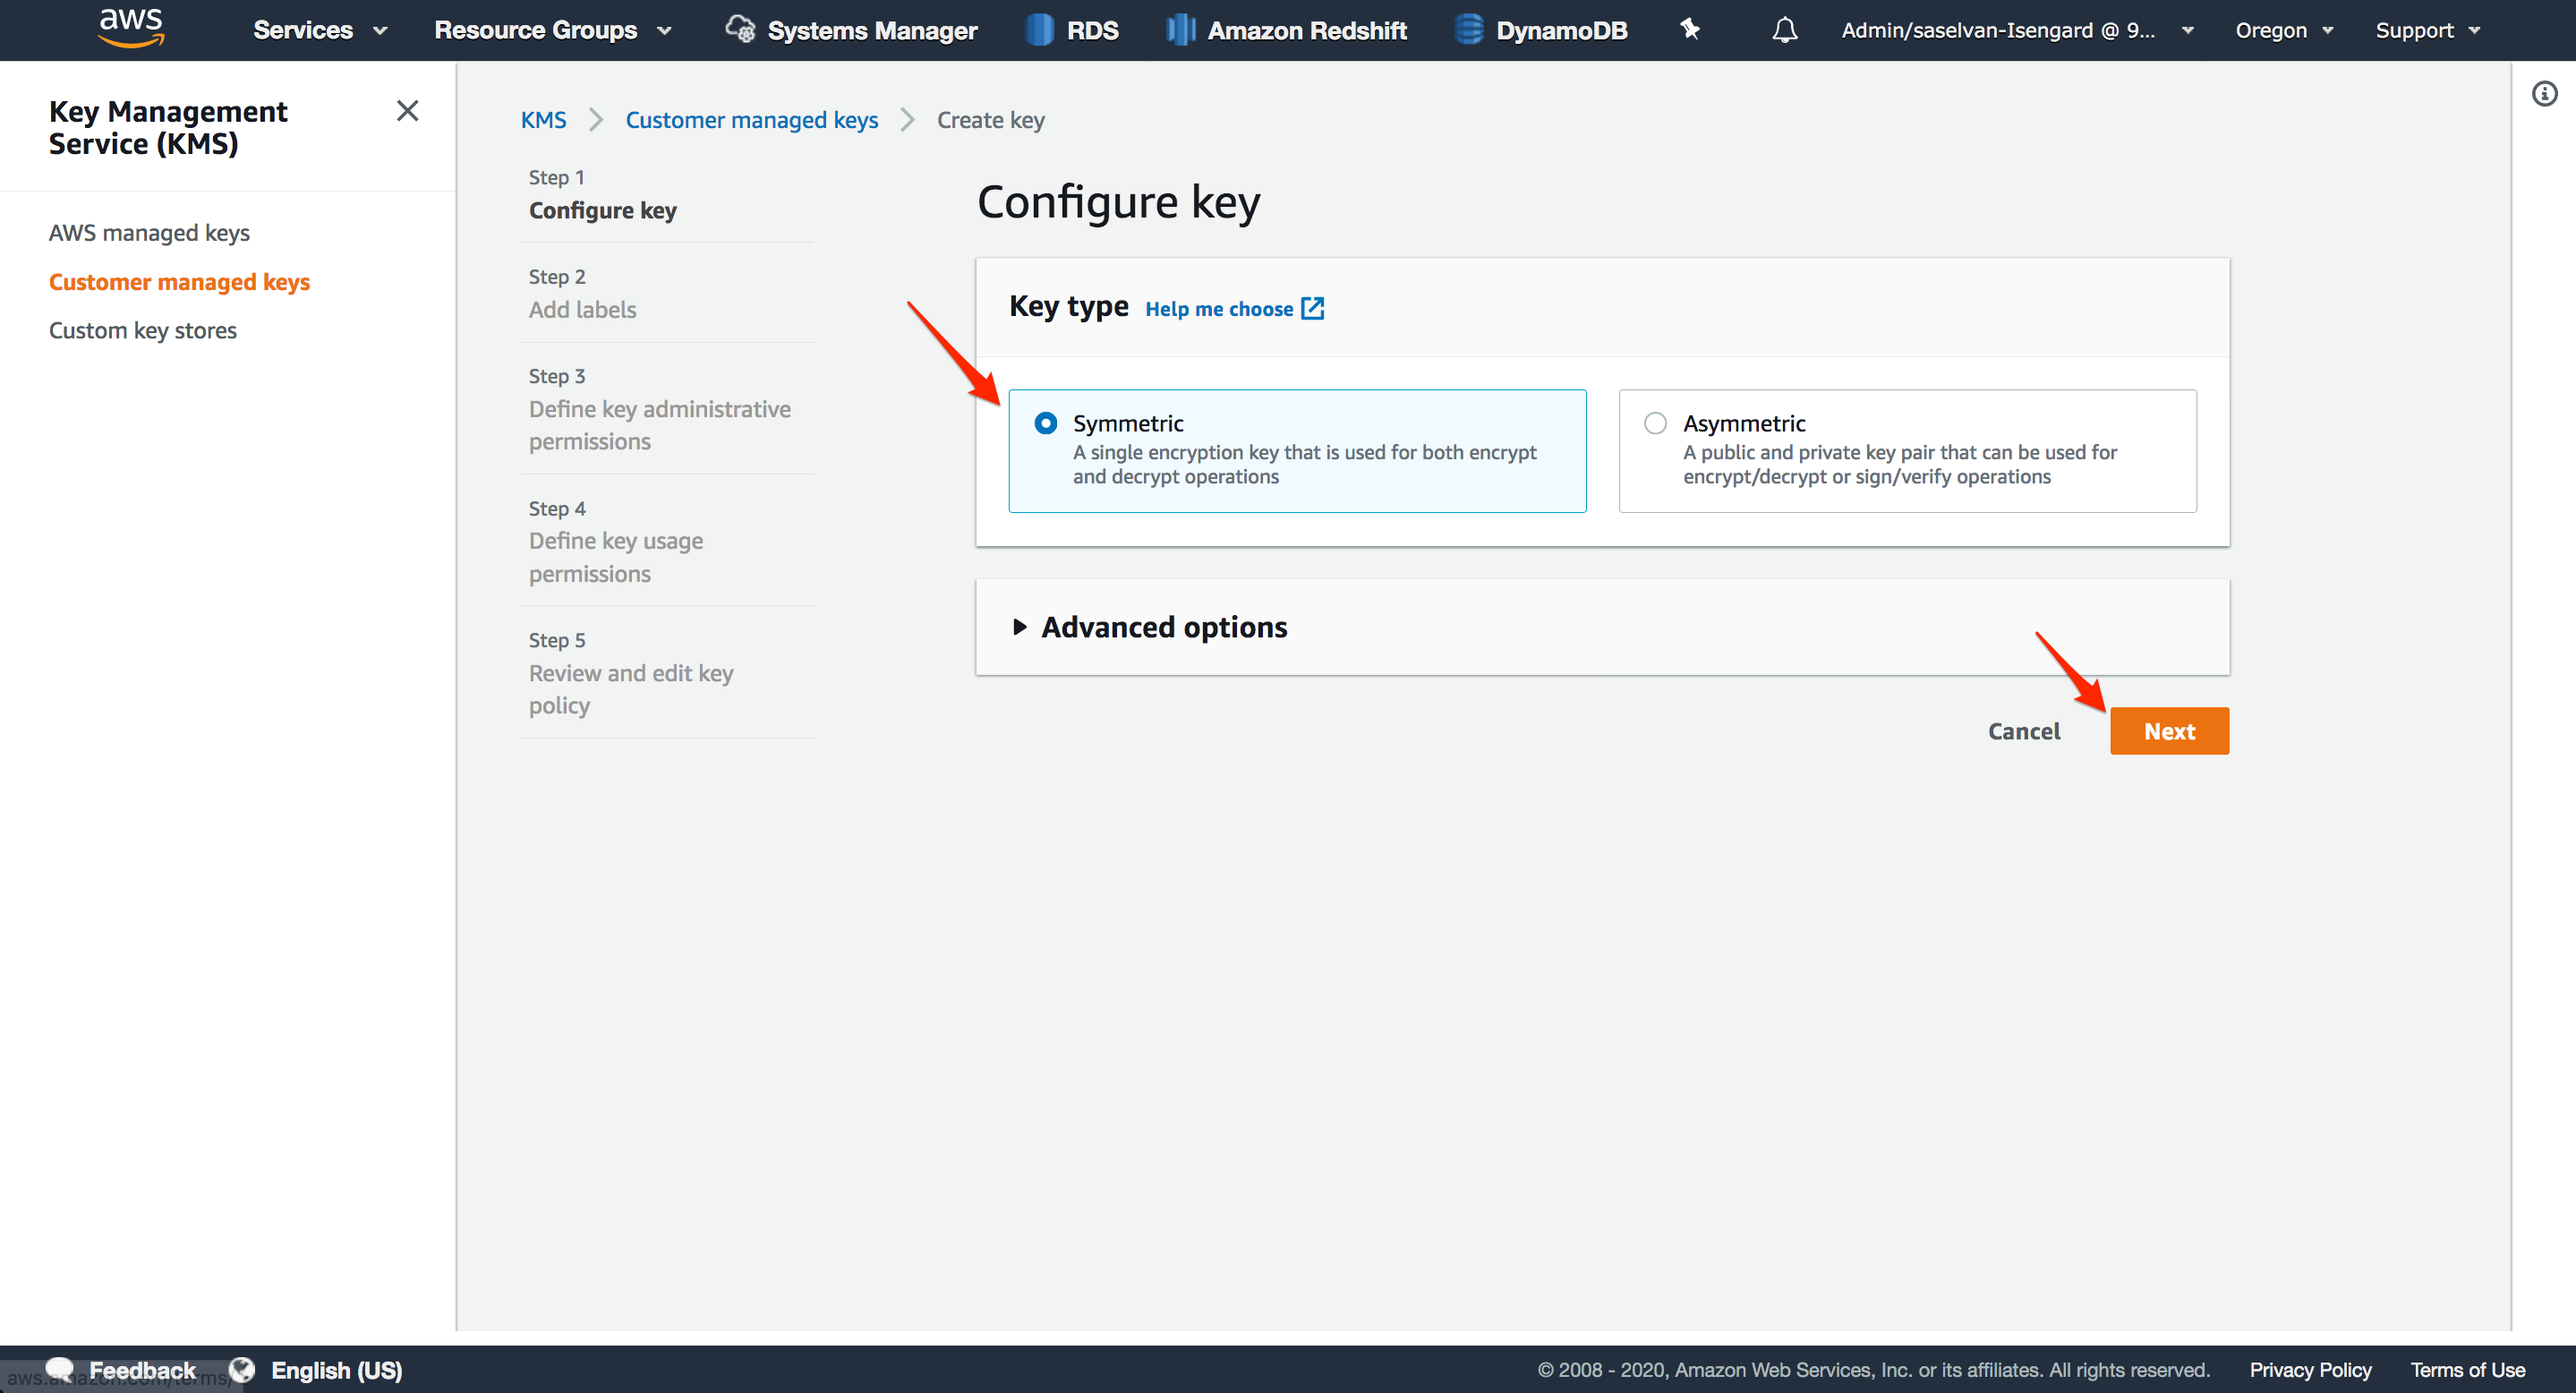 aws
Services
Resource Groups
Systems Manager
RDS
Amazon Redshift
DynamoDB
Admin/saselvan-Isengard @ 9...
Oregon
Support
Key Management
Service (KMS)
AWS managed keys
Customer managed keys
Custom key stores
KMS
Customer managed keys
Create key
Step 1
Configure key
Step 2
Add labels
Step 3
Define key administrative
permissions
Step 4
Define key usage
permissions
Step 5
Review and edit key
policy
Configure key
Key type
Help me choose
Symmetric
A single encryption key that is used for both encrypt
and decrypt operations
Asymmetric
A public and private key pair that can be used for
encrypt/decrypt or sign/verify operations
Advanced options
Cancel
Next
Feedback
English (US)
aws.amazon.com/terms/
© 2008 - 2020, Amazon Web Services, Inc. or its affiliates. All rights reserved.
Privacy Policy
Terms of Use